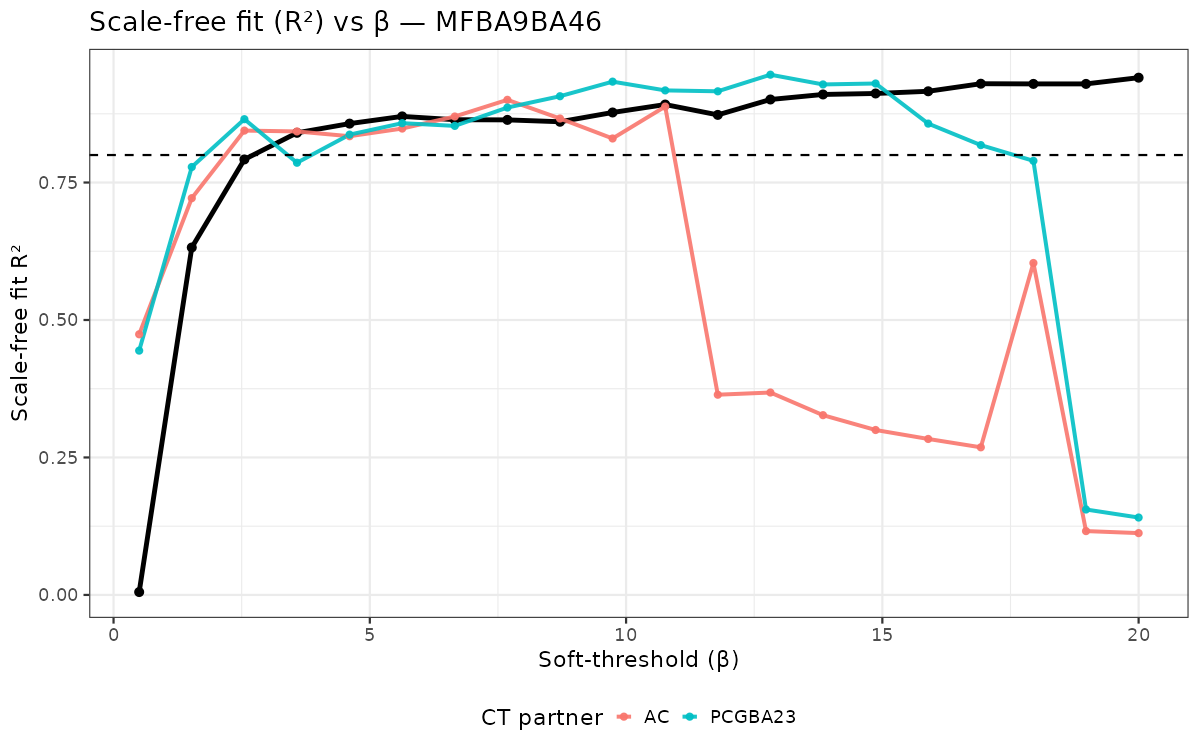 Scale-free fit (R²) vs β — MFBA9BA46
Scale-free fit R²
0.75
0.50
0.25
0.00
0 5 10 15 20
Soft-threshold (β)
CT partner AC PCGBA23